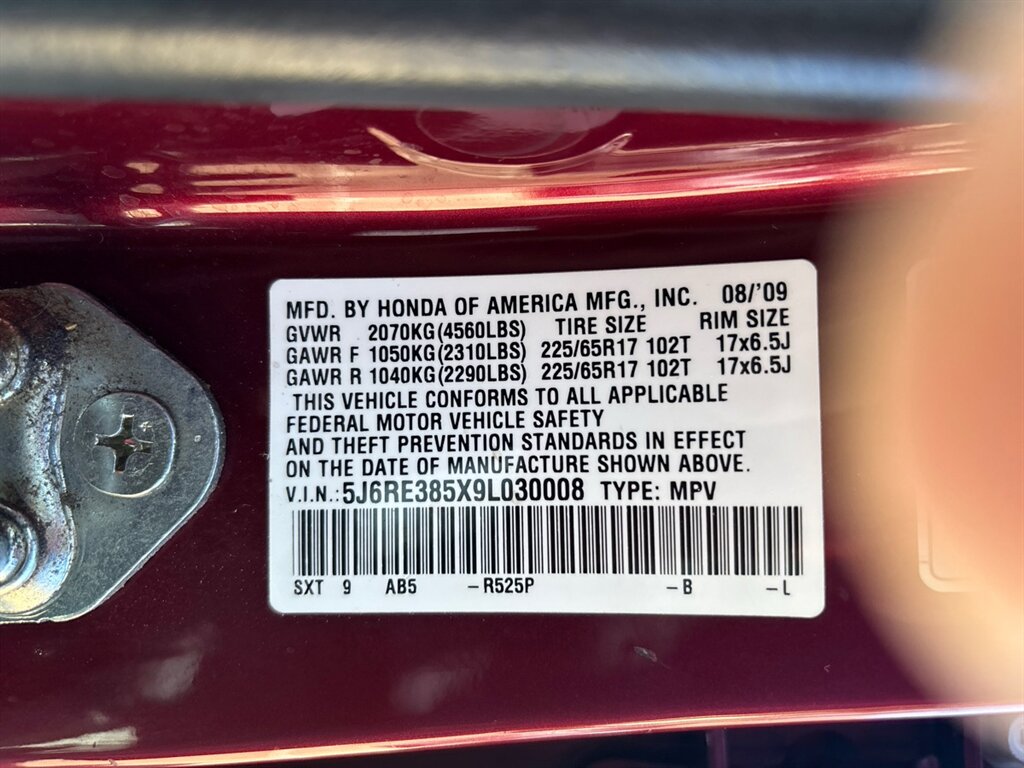 MFD. BY HONDA OF AMERICA MFG., INC. 08/'09
GVWR 2070KG(4560LBS) TIRE SIZE RIM SIZE
GAWR F 1050KG(2310LBS) 225/65R17 102T 17x6.5J
GAWR R 1040KG(2290LBS) 225/65R17 102T 17x6.5J
THIS VEHICLE CONFORMS TO ALL APPLICABLE
FEDERAL MOTOR VEHICLE SAFETY
AND THEFT PREVENTION STANDARDS IN EFFECT
ON THE DATE OF MANUFACTURE SHOWN ABOVE.
V.I.N.:5J6RE385X9L030008 TYPE: MPV
SXT 9 AB5 –R525P –B –L